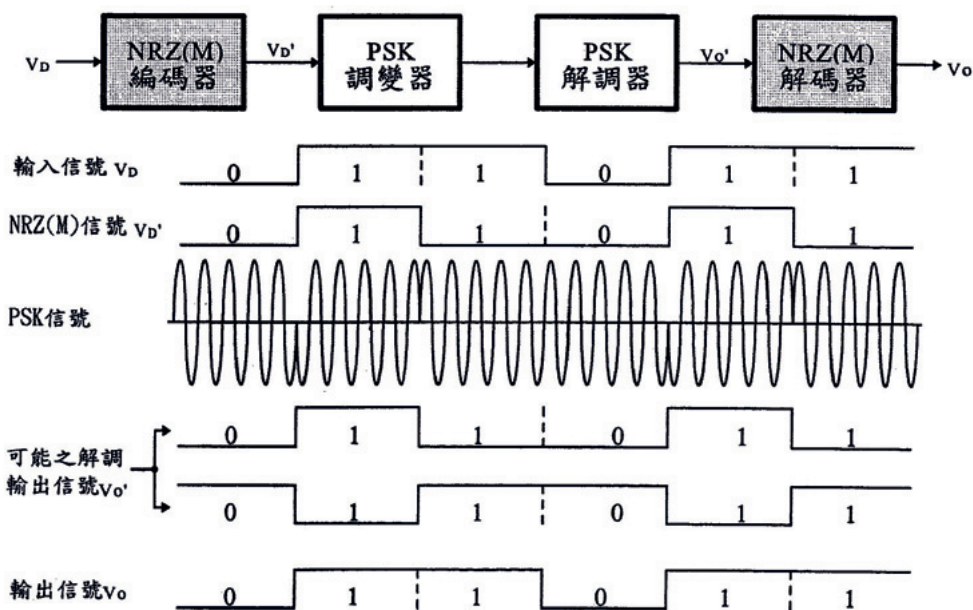 VD
NRZ(M)
編碼器
VD'
PSK
調變器
PSK
解調器
Vo'
NRZ(M)
解碼器
Vo
輸入信號 VD
0 1 1 0 1 1
NRZ(M)信號 VD'
0 1 1 0 1 1
PSK信號
可能之解調
輸出信號Vo'
0 1 1 0 1 1
0 1 1 0 1 1
輸出信號Vo
0 1 1 0 1 1